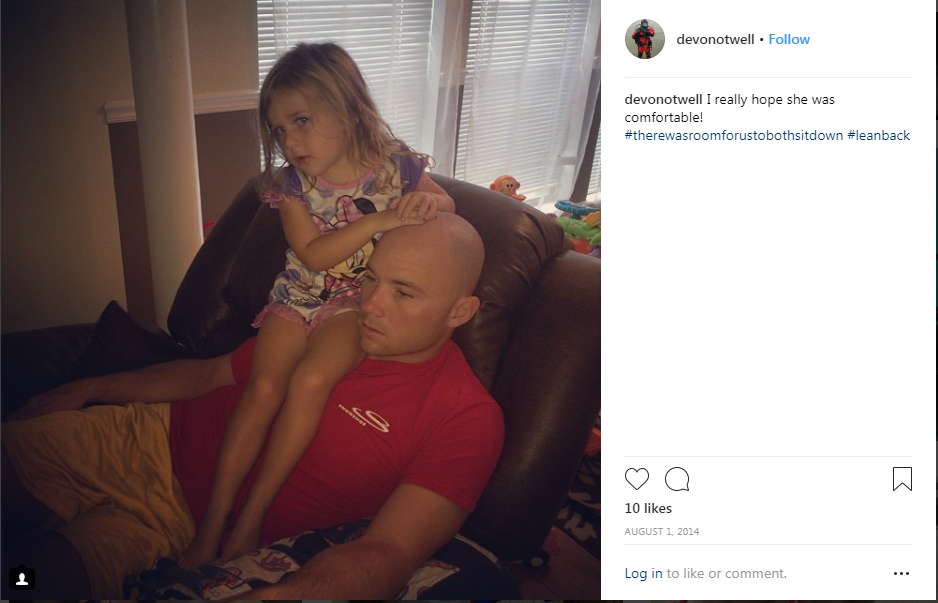 devonotwell • Follow
devonotwell I really hope she was
comfortable!
#therewasroomforustobothsitdown #leanback
10 likes
AUGUST 1, 2014
Log in to like or comment.